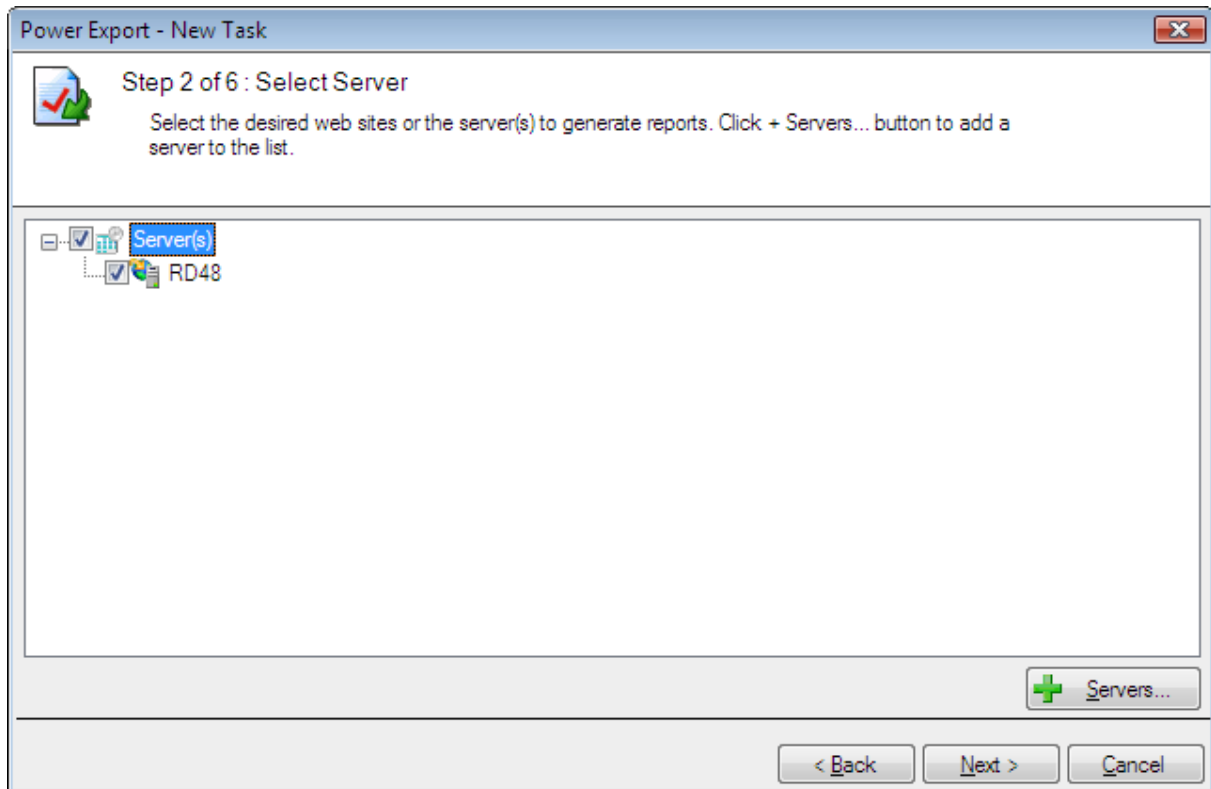 Power Export - New Task
Step 2 of 6 : Select Server
Select the desired web sites or the server(s) to generate reports. Click + Servers... button to add a
server to the list.
Server(s)
RD48
Servers...
< Back Next > Cancel